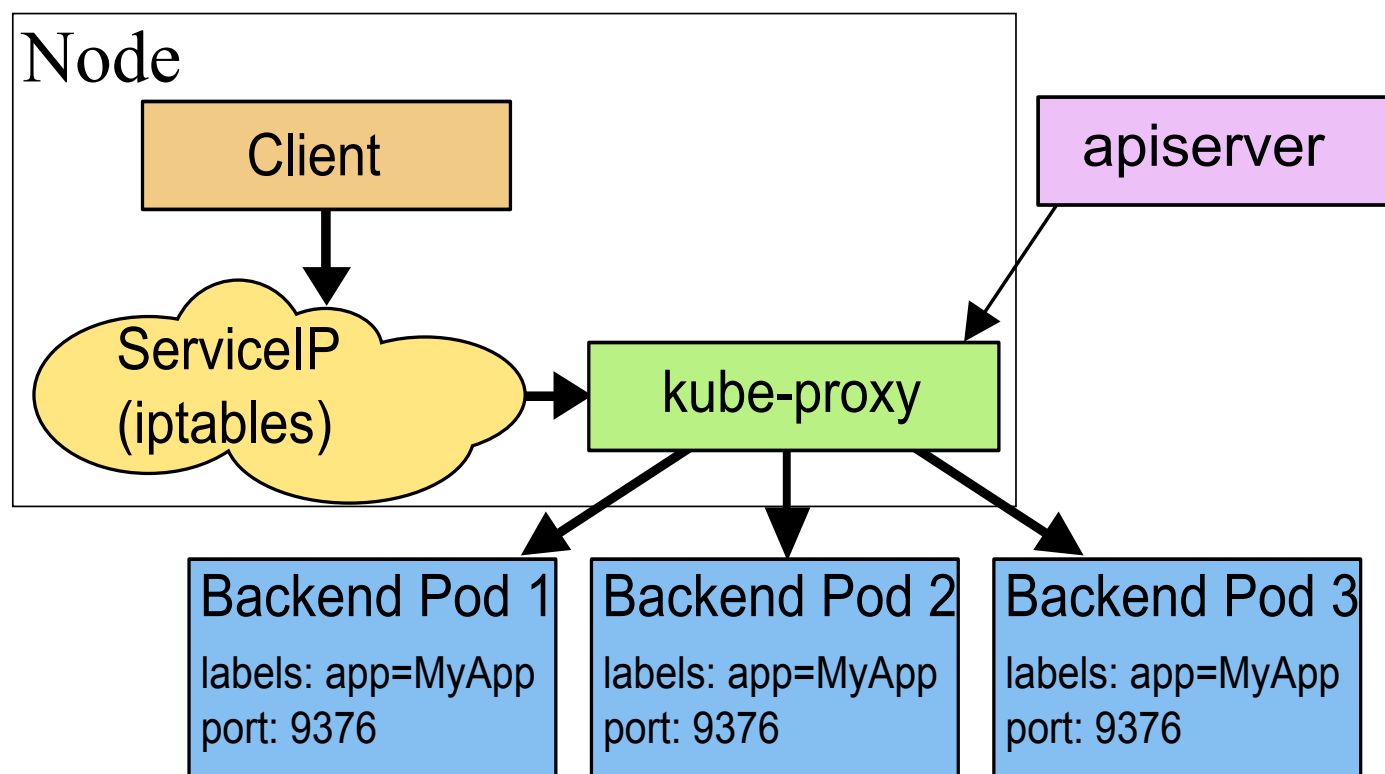 Node
Client
apiserver
ServiceIP
(iptables)
kube-proxy
Backend Pod 1
labels: app=MyApp
port: 9376
Backend Pod 2
labels: app=MyApp
port: 9376
Backend Pod 3
labels: app=MyApp
port: 9376